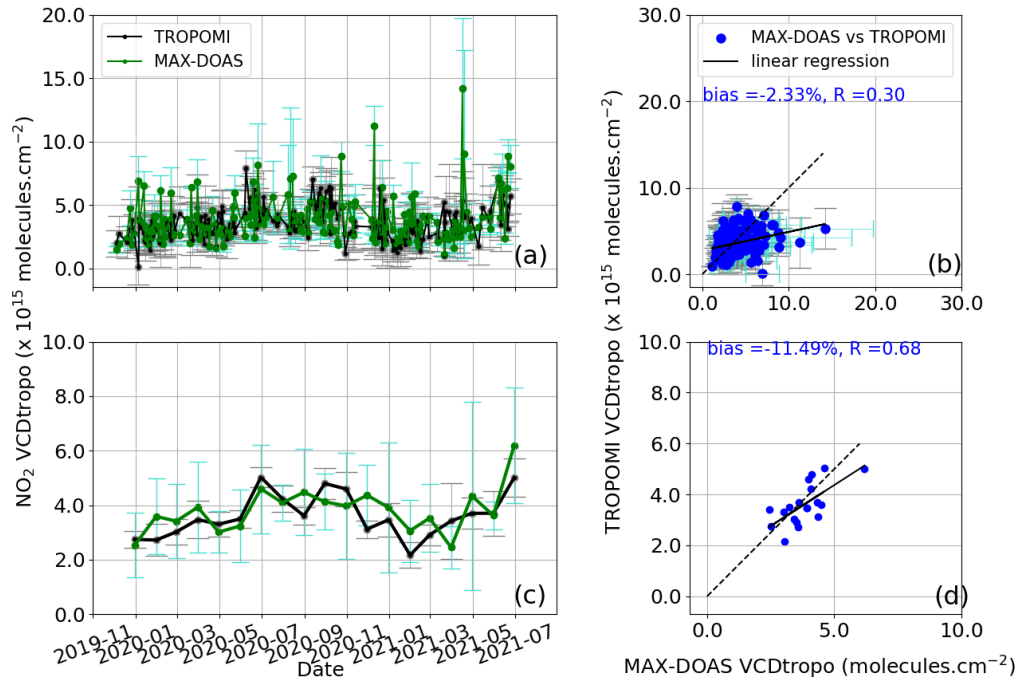 20.0
15.0
10.0
5.0
0.0
TROPOMI
MAX-DOAS
(a)
30.0
20.0
10.0
0.0
MAX-DOAS vs TROPOMI
linear regression
bias =-2.33%, R =0.30
(b)
0.0
10.0
20.0
30.0
NO₂ VCDtropo (x 10¹⁵ molecules.cm⁻²)
10.0
8.0
6.0
4.0
2.0
0.0
(c)
2019-11
2020-01
2020-03
2020-05
2020-07
2020-09
2020-11
2021-01
2021-03
2021-05
2021-07
Date
TROPOMI VCDtropo (x 10¹⁵ molecules.cm⁻²)
10.0
8.0
6.0
4.0
2.0
0.0
bias =-11.49%, R =0.68
(d)
0.0
5.0
10.0
MAX-DOAS VCDtropo (molecules.cm⁻²)